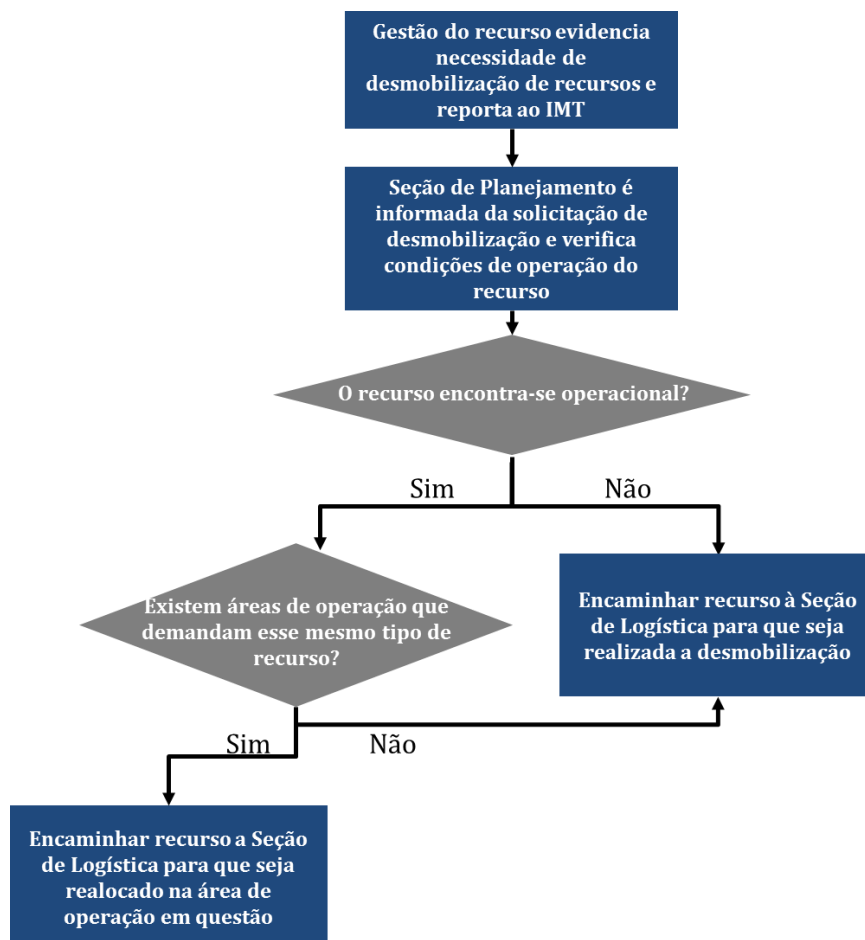 Gestão do recurso evidencia
necessidade de
desmobilização de recursos e
reporta ao IMT
Seção de Planejamento é
informada da solicitação de
desmobilização e verifica
condições de operação do
recurso
O recurso encontra-se operacional?
Sim
Não
Existem áreas de operação que
demandam esse mesmo tipo de
recurso?
Encaminhar recurso à Seção
de Logística para que seja
realizada a desmobilização
Sim
Não
Encaminhar recurso a Seção
de Logística para que seja
realocado na área de
operação em questão